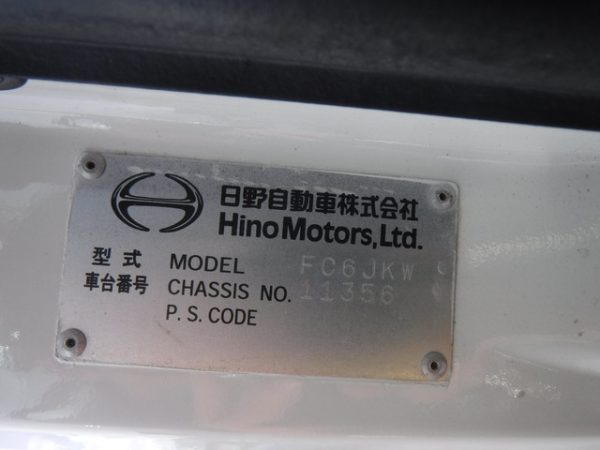 日野自動車株式会社
Hino Motors, Ltd.
型式 MODEL FC6JKW
車台番号 CHASSIS NO. 11356
P.S. CODE